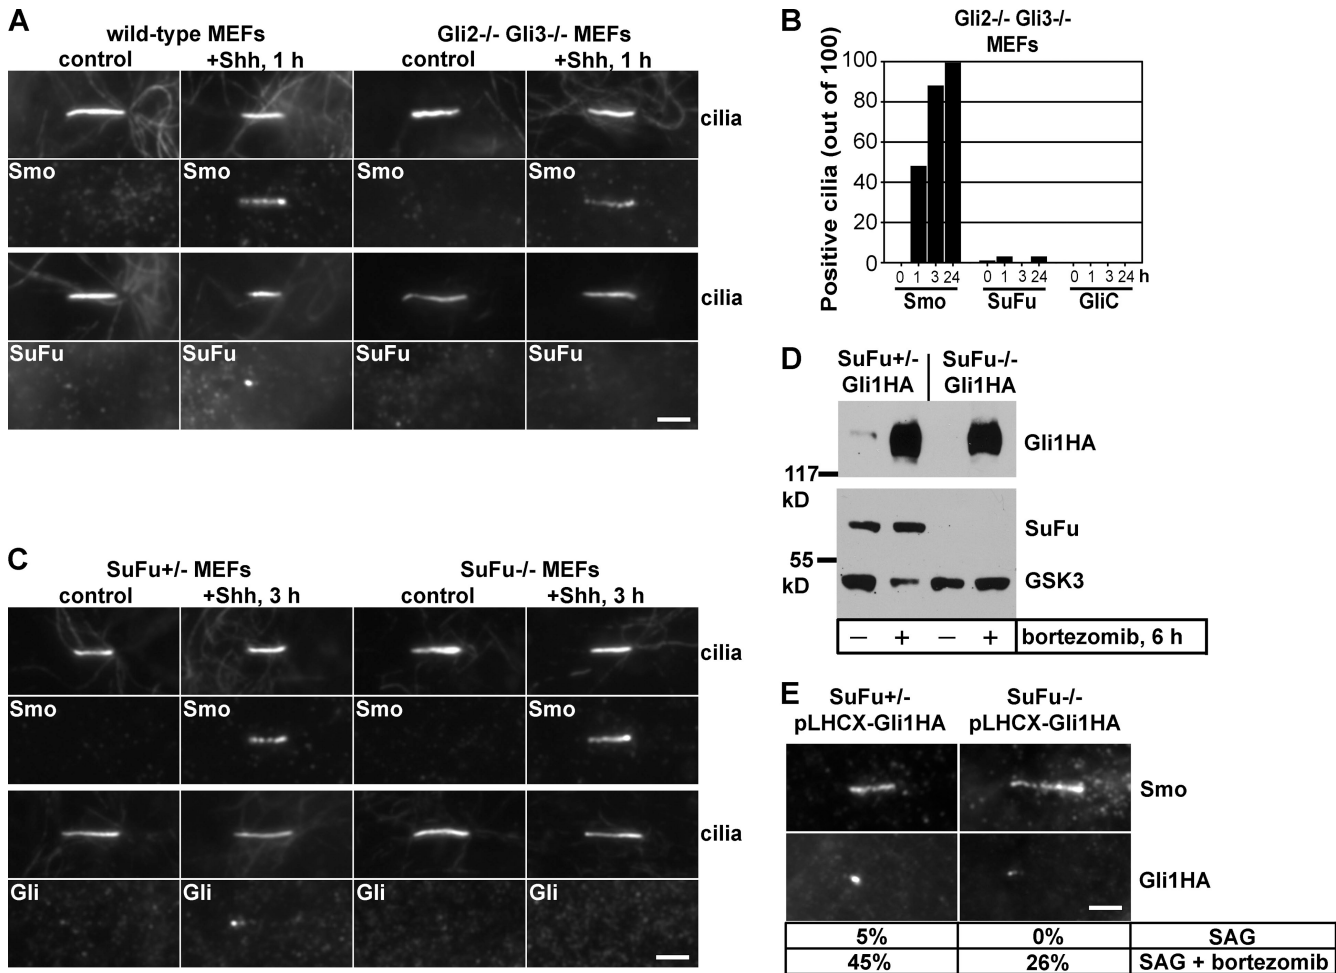 A
wild-type MEFs
Gli2-/- Gli3-/- MEFs
control
+Shh, 1 h
control
+Shh, 1 h
cilia
Smo
Smo
Smo
Smo
cilia
SuFu
SuFu
SuFu
SuFu
B
Gli2-/- Gli3-/-
MEFs
Positive cilia (out of 100)
100
80
60
40
20
0
0 1 3 24
0 1 3 24
0 1 3 24 h
Smo
SuFu
GliC
C
SuFu+/- MEFs
SuFu-/- MEFs
control
+Shh, 3 h
control
+Shh, 3 h
cilia
Smo
Smo
Smo
Smo
cilia
Gli
Gli
Gli
Gli
D
SuFu+/-
Gli1HA
SuFu-/-
Gli1HA
Gli1HA
117
kD
SuFu
55
kD
GSK3
– + – + bortezomib, 6 h
E
SuFu+/-
pLHCX-Gli1HA
SuFu-/-
pLHCX-Gli1HA
Smo
Gli1HA
5% 0% SAG
45% 26% SAG + bortezomib